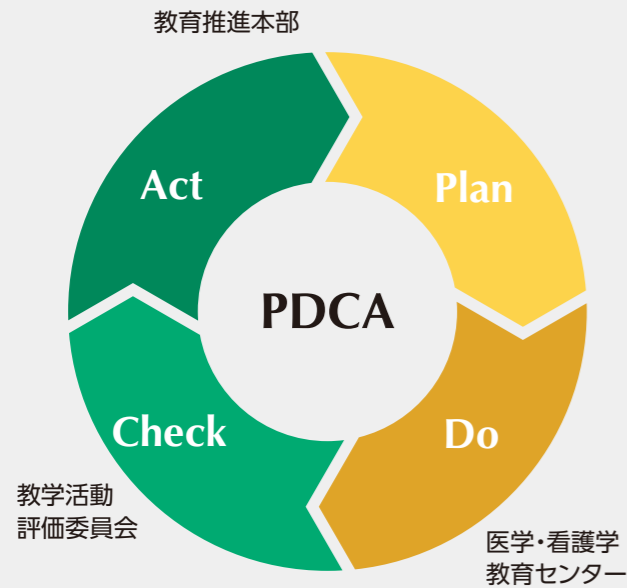 教育推進本部
Act
Plan
PDCA
Check
Do
教学活動
評価委員会
医学・看護学
教育センター